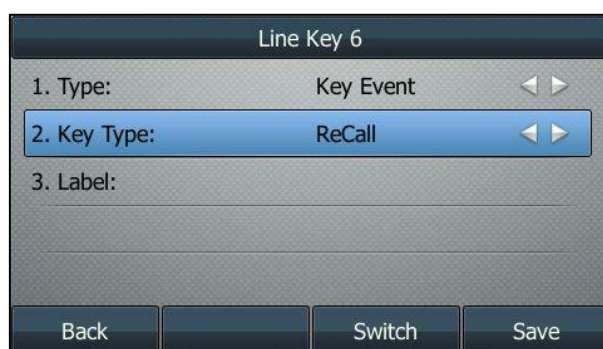 Line Key 6
1. Type: Key Event
2. Key Type: ReCall
3. Label:
Back Switch Save